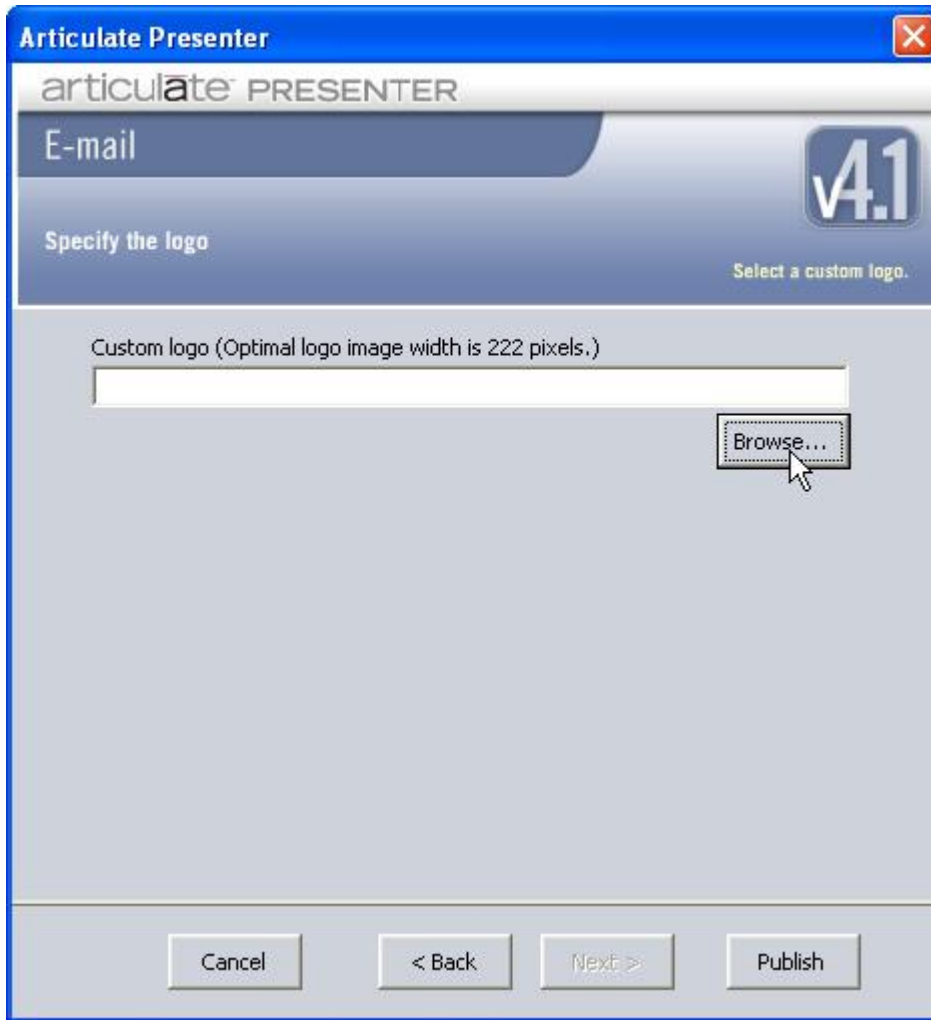 Articulate Presenter
articulate PRESENTER
E-mail
v4.1
Specify the logo
Select a custom logo.
Custom logo (Optimal logo image width is 222 pixels.)
Browse...
Cancel
< Back
Next >
Publish